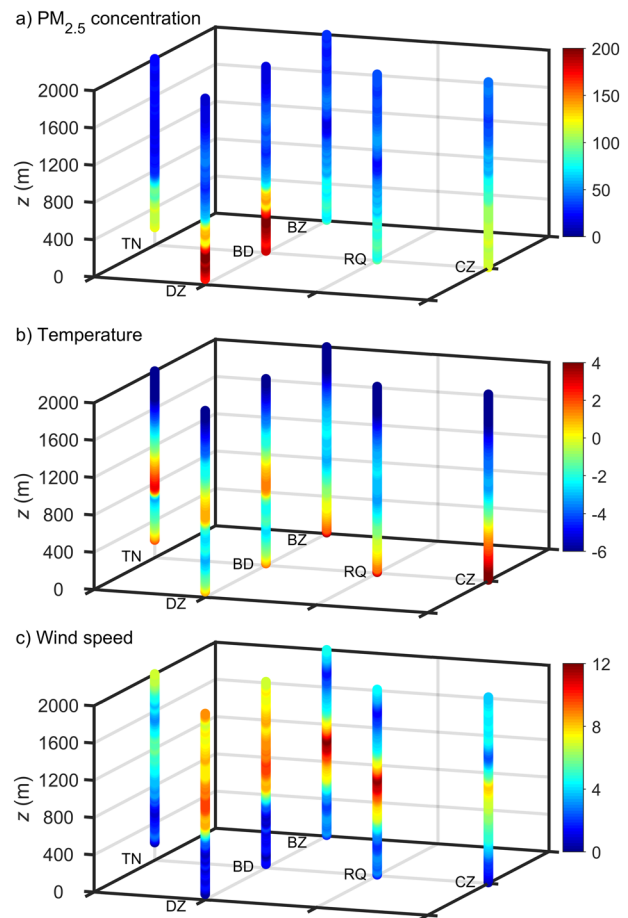 a) PM2.5 concentration
2000
1600
1200
800
400
0
z (m)
TN
DZ
BD
BZ
RQ
CZ
200
150
100
50
0
b) Temperature
2000
1600
1200
800
400
0
z (m)
TN
DZ
BD
BZ
RQ
CZ
4
2
0
-2
-4
-6
c) Wind speed
2000
1600
1200
800
400
0
z (m)
TN
DZ
BD
BZ
RQ
CZ
12
8
4
0